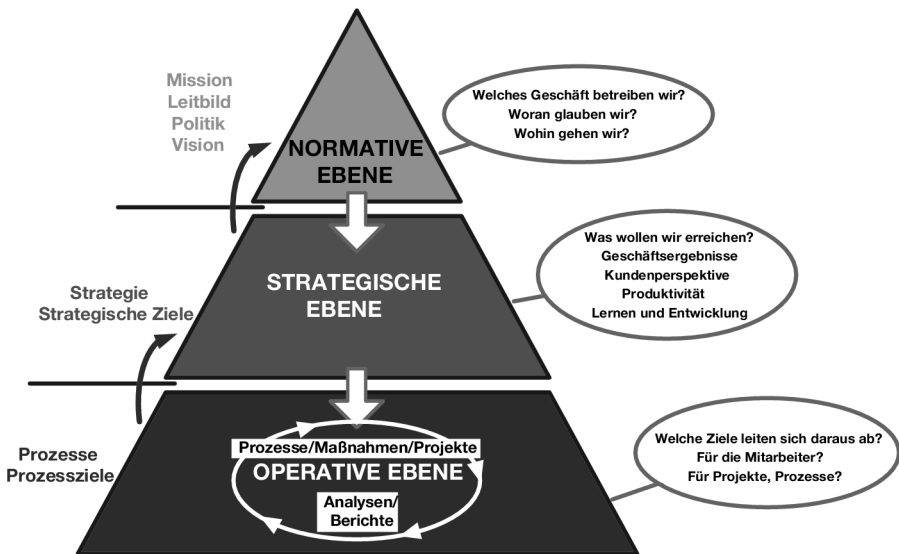 Mission
Leitbild
Politik
Vision
NORMATIVE
EBENE
Welches Geschäft betreiben wir?
Woran glauben wir?
Wohin gehen wir?
Strategie
Strategische Ziele
STRATEGISCHE
EBENE
Was wollen wir erreichen?
Geschäftsergebnisse
Kundenperspektive
Produktivität
Lernen und Entwicklung
Prozesse
Prozessziele
Prozesse/Maßnahmen/Projekte
OPERATIVE EBENE
Analysen/
Berichte
Welche Ziele leiten sich daraus ab?
Für die Mitarbeiter?
Für Projekte, Prozesse?